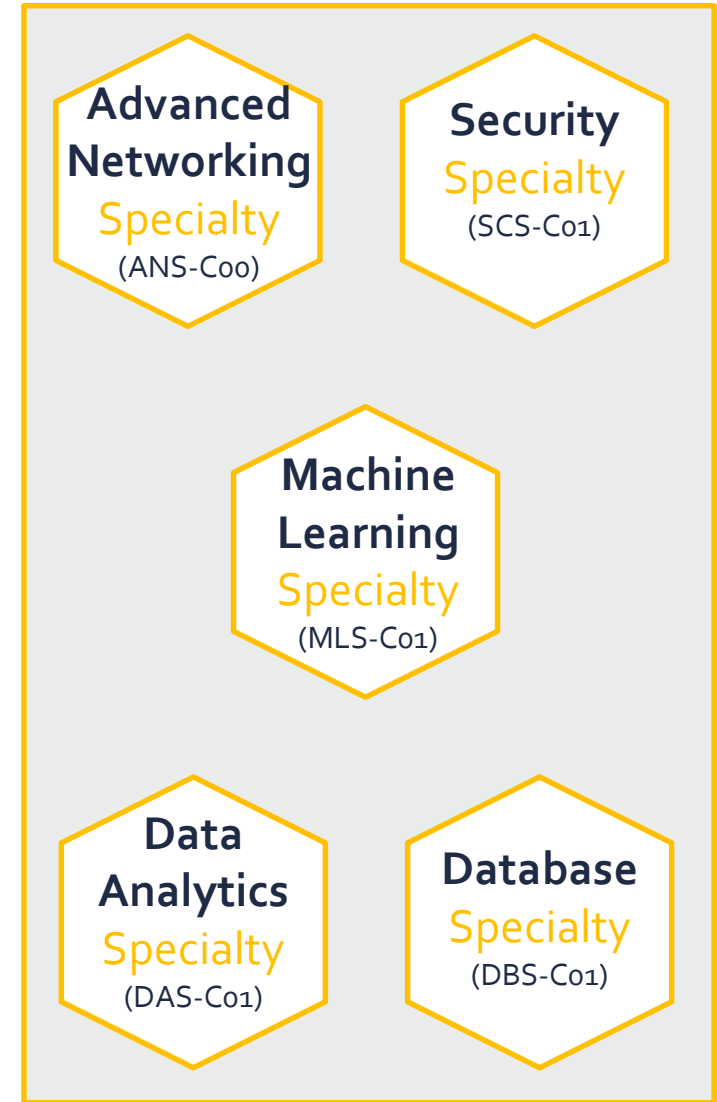 Advanced
Networking
Specialty
(ANS-C00)
Security
Specialty
(SCS-C01)
Machine
Learning
Specialty
(MLS-C01)
Data
Analytics
Specialty
(DAS-C01)
Database
Specialty
(DBS-C01)